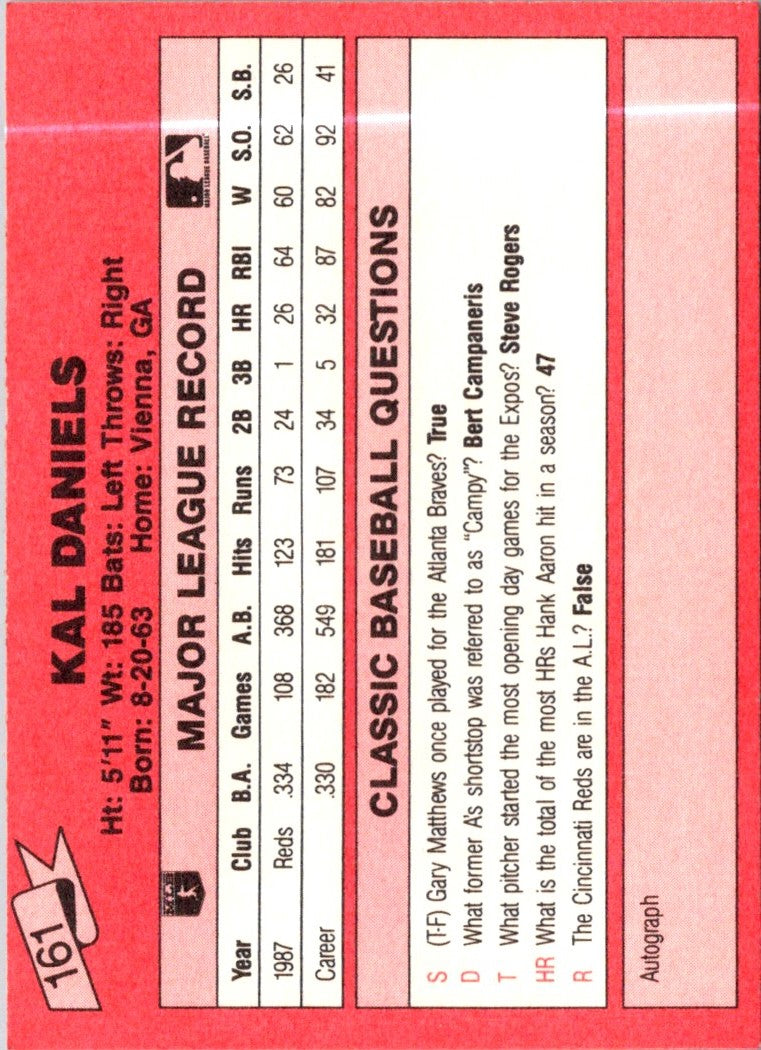 161
KAL DANIELS
Ht: 5'11" Wt: 185 Bats: Left Throws: Right
Born: 8-20-63 Home: Vienna, GA
MAJOR LEAGUE RECORD
MAJOR LEAGUE BASEBALL
Year Club B.A. Games A.B. Hits Runs 2B 3B HR RBI W S.O. S.B.
1987 Reds .334 108 368 123 73 24 1 26 64 60 62 26
Career .330 182 549 181 107 34 5 32 87 82 92 41
CLASSIC BASEBALL QUESTIONS
S (T-F) Gary Matthews once played for the Atlanta Braves? True
D What former A's shortstop was referred to as "Campy"? Bert Campaneris
T What pitcher started the most opening day games for the Expos? Steve Rogers
HR What is the total of the most HRs Hank Aaron hit in a season? 47
R The Cincinnati Reds are in the A.L.? False
Autograph